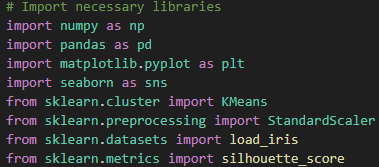 # Import necessary libraries
import numpy as np
import pandas as pd
import matplotlib.pyplot as plt
import seaborn as sns
from sklearn.cluster import KMeans
from sklearn.preprocessing import StandardScaler
from sklearn.datasets import load_iris
from sklearn.metrics import silhouette_score